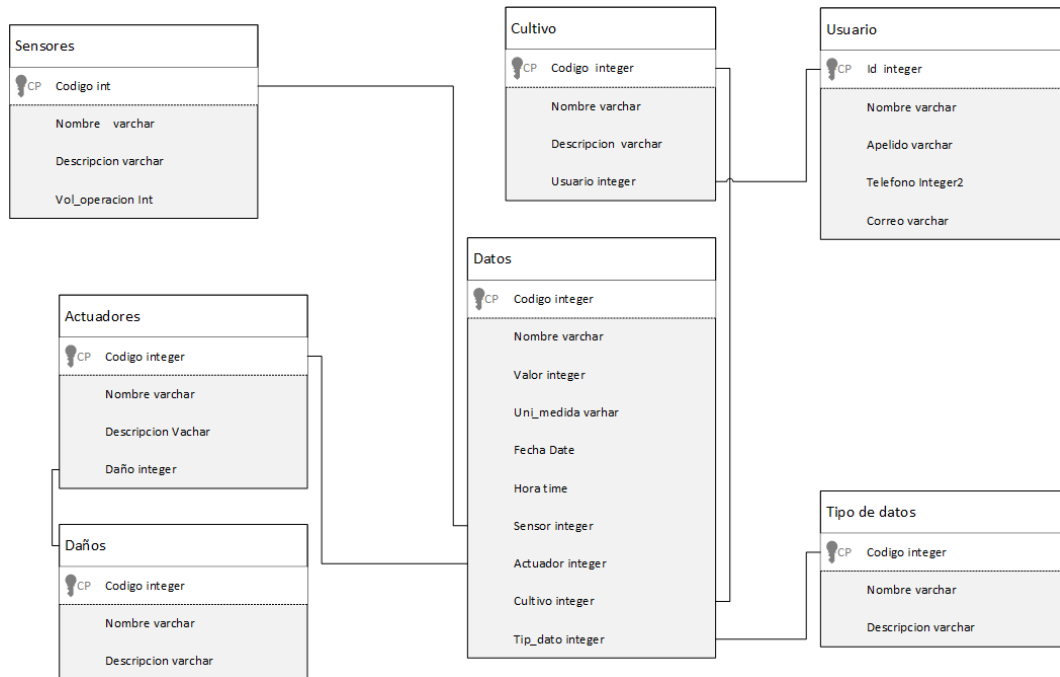 Sensores
CP Codigo int
Nombre varchar
Descripcion varchar
Vol_operacion Int
Cultivo
CP Codigo integer
Nombre varchar
Descripcion varchar
Usuario integer
Usuario
CP Id integer
Nombre varchar
Apelido varchar
Telefono Integer2
Correo varchar
Datos
CP Codigo integer
Nombre varchar
Valor integer
Uni_medida varhar
Fecha Date
Hora time
Sensor integer
Actuador integer
Cultivo integer
Tip_dato integer
Actuadores
CP Codigo integer
Nombre varchar
Descripcion Vachar
Daño integer
Daños
CP Codigo integer
Nombre varchar
Descripcion varchar
Tipo de datos
CP Codigo integer
Nombre varchar
Descripcion varchar